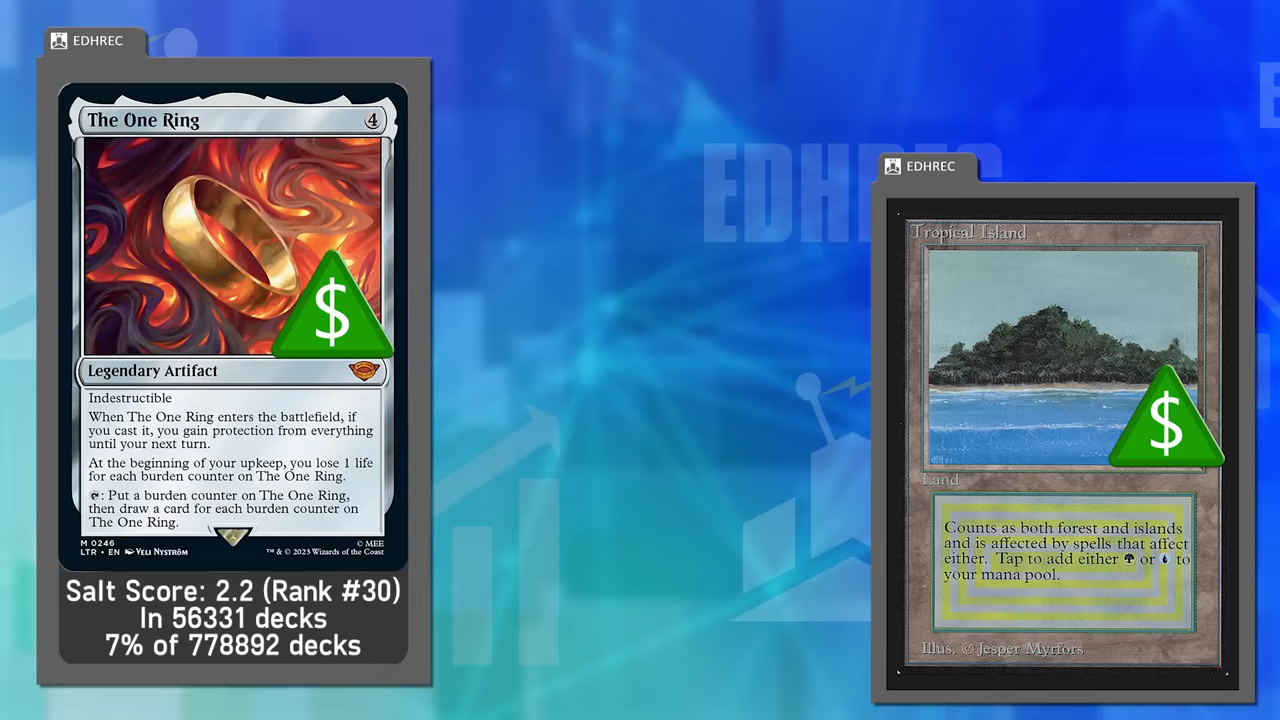 EDHREC
The One Ring 4
$
Legendary Artifact
Indestructible
When The One Ring enters the battlefield, if
you cast it, you gain protection from everything
until your next turn.
At the beginning of your upkeep, you lose 1 life
for each burden counter on The One Ring.
: Put a burden counter on The One Ring,
then draw a card for each burden counter on
The One Ring.
M 0246
LTR • EN Veli Nyström
© MEE
™ & © 2023 Wizards of the Coast
Salt Score: 2.2 (Rank #30)
In 56331 decks
7% of 778892 decks
EDHREC
EDHREC
Tropical Island
$
Land
Counts as both forest and islands
and is affected by spells that affect
either. Tap to add either or to
your mana pool.
Illus. © Jesper Myrfors